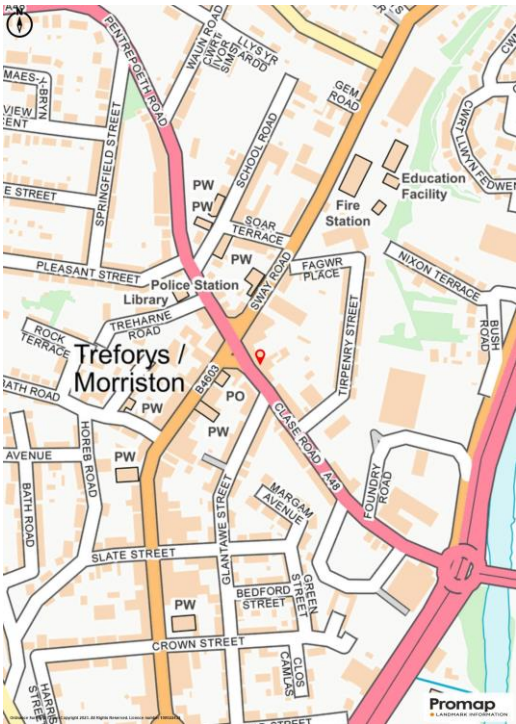 A48
PENTREPOETH ROAD
WAUN ROAD
CWRT
IVOR
SIMS
LLYS YR
ARDD
GEM
ROAD
MAES-Y-BRYN
VIEW
CENT
SPRINGFIELD STREET
SCHOOL ROAD
CWRT LLWYN FEDWEN
CW
Education
Facility
Fire
Station
E STREET
PW
PW
SOAR
TERRACE
PW
PLEASANT STREET
Police Station
Library
SWAY ROAD
FAGWR
PLACE
NIXON TERRACE
BUSH
ROAD
TREHARNE
ROAD
ROCK
TERRACE
Treforys /
Morriston
TIRPENRY STREET
BATH ROAD
B4603
PO
PW
PW
CLASE ROAD A48
HOREB ROAD
AVENUE
PW
BATH ROAD
GLANTAWE STREET
MARGAM
AVENUE
FOUNDRY
ROAD
SLATE STREET
GREEN
STREET
BEDFORD
STREET
PW
CROWN STREET
CLOS
CAMLAS
HARRIS
STREET
Promap
LANDMARK INFORMATION